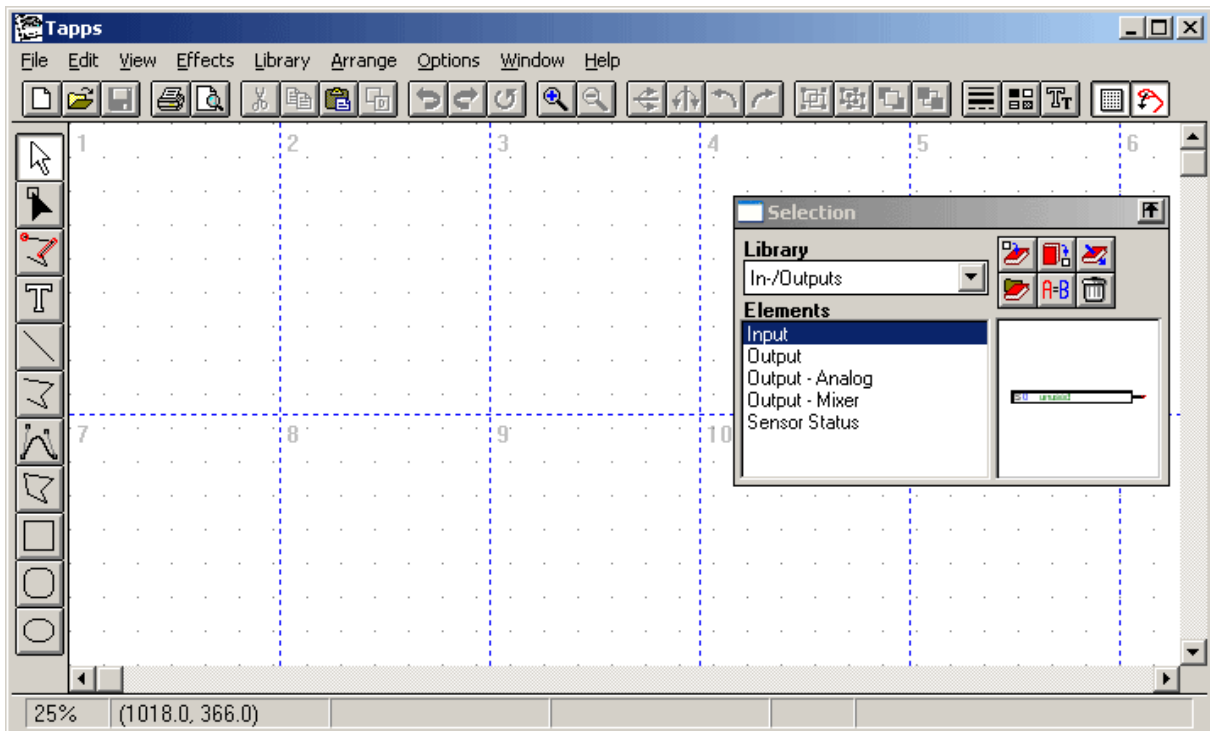 Tapps
File Edit View Effects Library Arrange Options Window Help
1 2 3 4 5 6
Selection
Library
In-/Outputs
A=B
Elements
Input
Output
Output - Analog
Output - Mixer
Sensor Status
unused
7 8 9 10
25% (1018.0, 366.0)